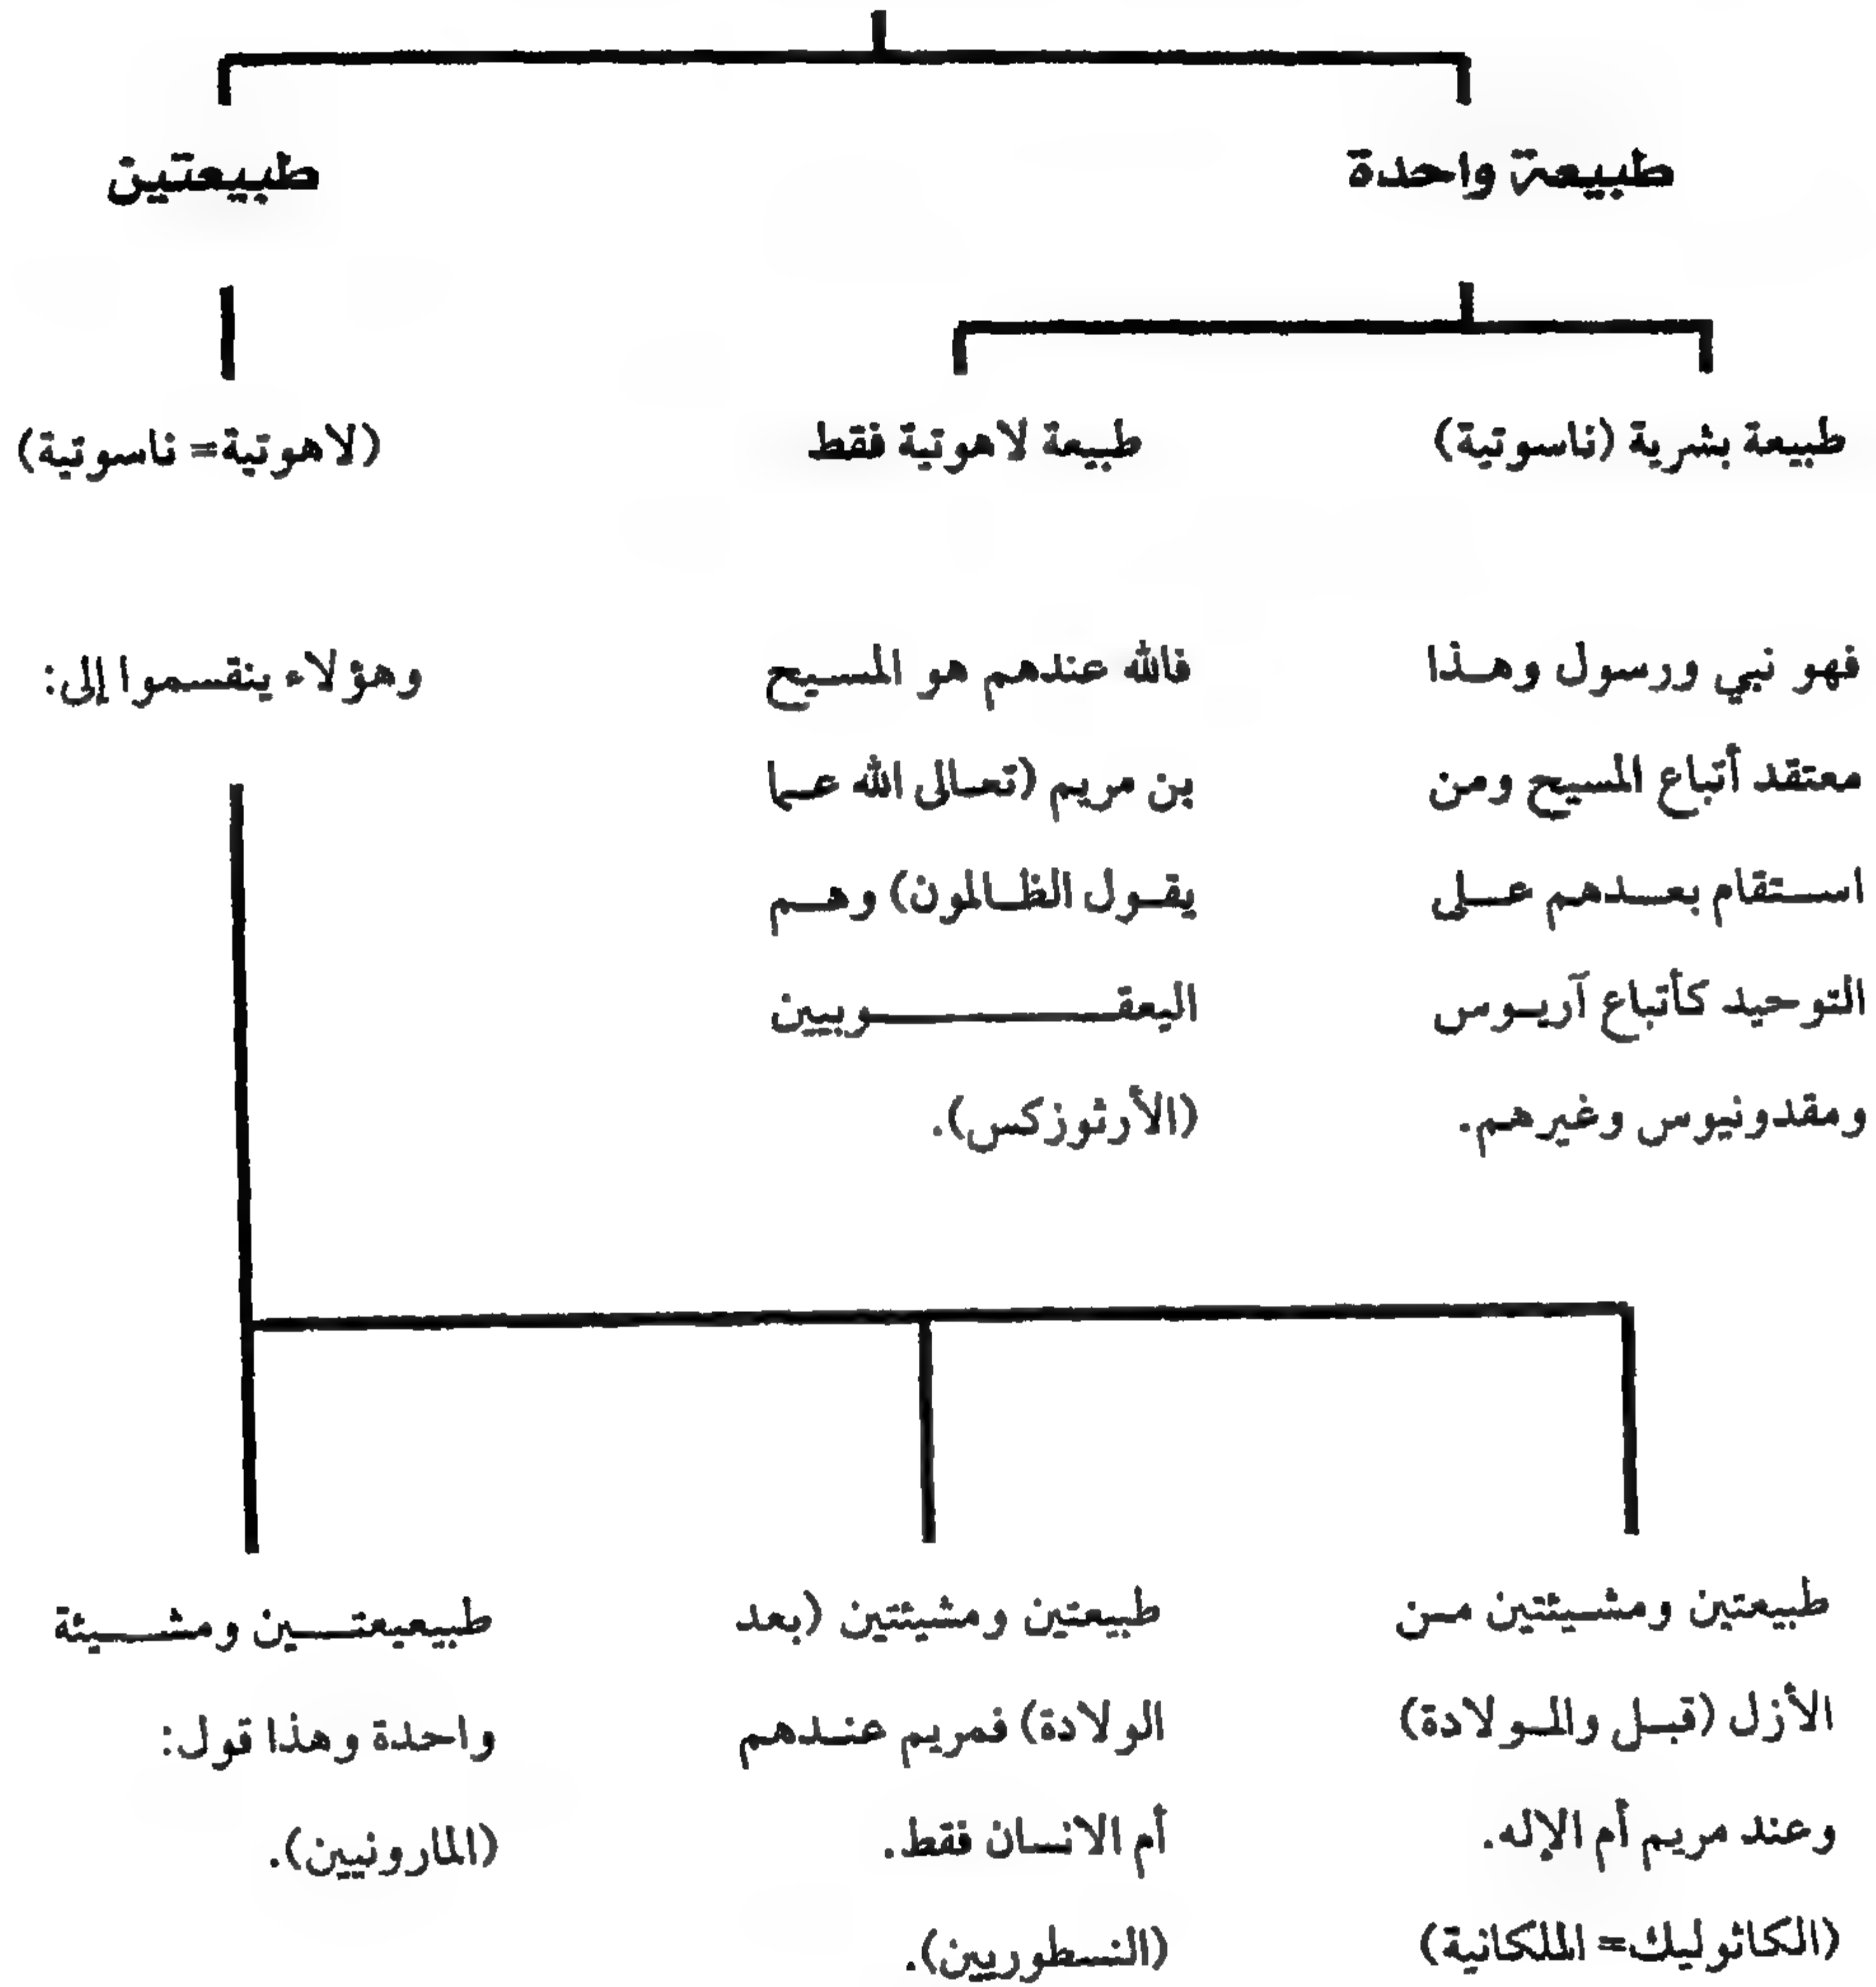 طبيعة واحدة
طبيعتين
طبيعة بشرية (ناسوتية)
طبيعة لاهوتية فقط
(لاهوتية= ناسوتية)
فهو نبي ورسول وهذا
معتقد أتباع المسيح ومن
استقام بعدهم على
التوحيد كأتباع آريوس
ومقدونيوس وغيرهم.
فالله عندهم هو المسيح
بن مريم (تعالى الله عما
يقول الظالمون) وهم
اليعقوبيين
(الأرثوزكس).
وهؤلاء ينقسموا إلى:
طبيعتين ومشيئتين من
الأزل (قبل والولادة)
وعند مريم أم الإله.
(الكاثوليك= الملكانية)
طبيعتين ومشيئتين (بعد
الولادة) فمريم عندهم
أم الانسان فقط.
(النسطوريين).
طبيعيعتين ومشيئة
واحدة وهذا قول:
(المارونيين).